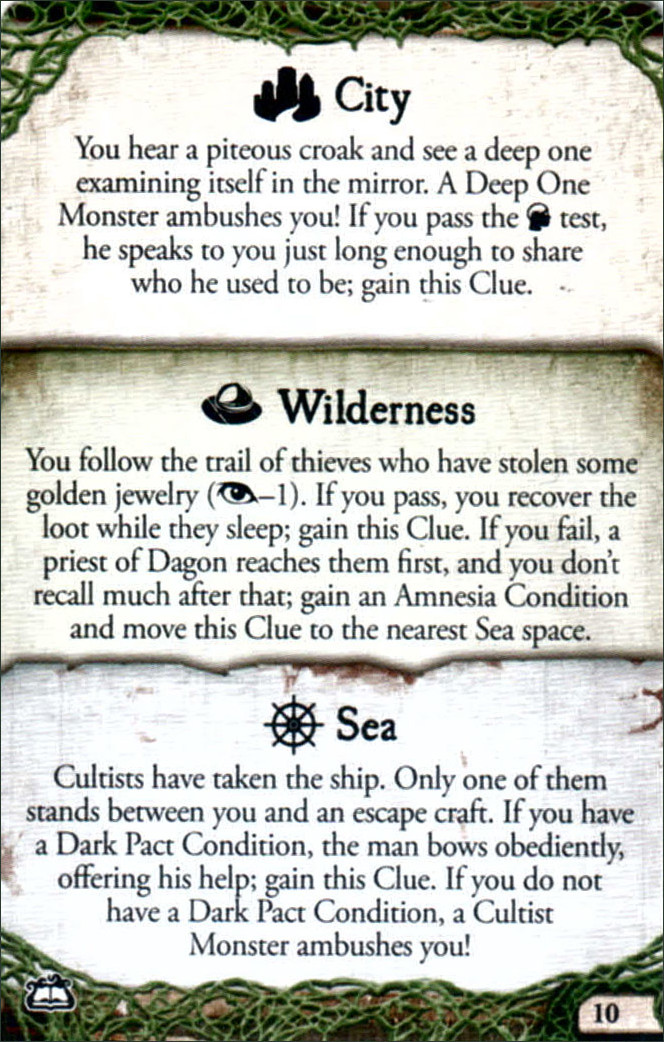 City
You hear a piteous croak and see a deep one
examining itself in the mirror. A Deep One
Monster ambushes you! If you pass the test,
he speaks to you just long enough to share
who he used to be; gain this Clue.
Wilderness
You follow the trail of thieves who have stolen some
golden jewelry (–1). If you pass, you recover the
loot while they sleep; gain this Clue. If you fail, a
priest of Dagon reaches them first, and you don’t
recall much after that; gain an Amnesia Condition
and move this Clue to the nearest Sea space.
Sea
Cultists have taken the ship. Only one of them
stands between you and an escape craft. If you have
a Dark Pact Condition, the man bows obediently,
offering his help; gain this Clue. If you do not
have a Dark Pact Condition, a Cultist
Monster ambushes you!
10